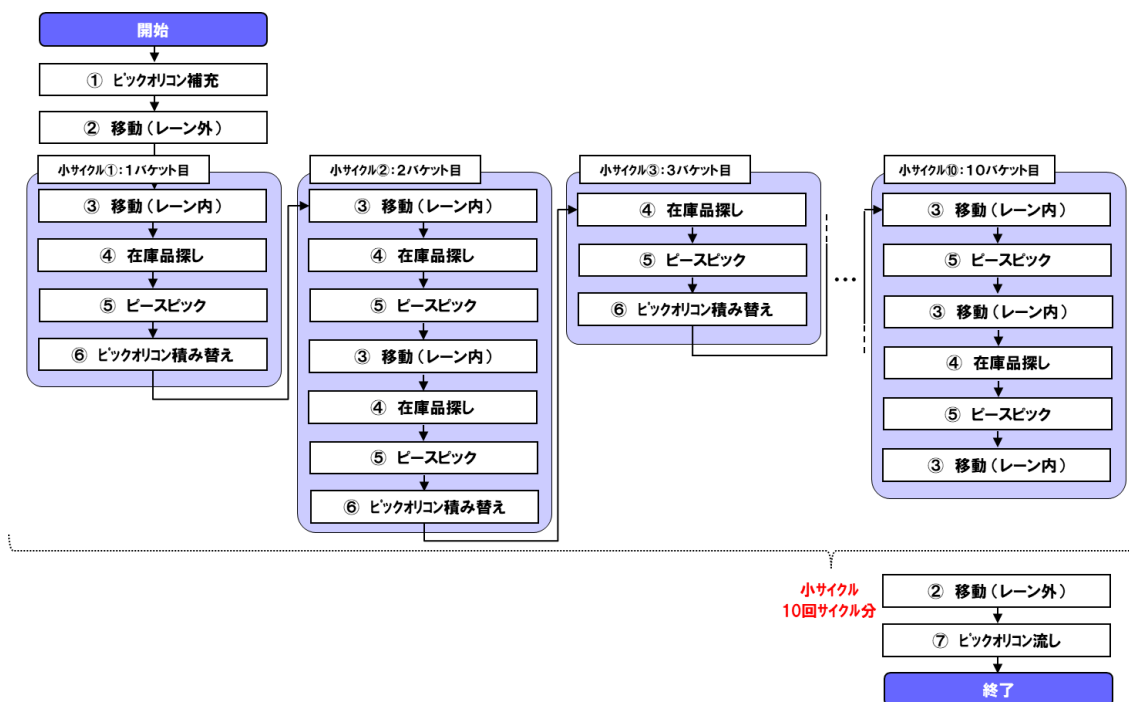 開始
① ピックオリコン補充
② 移動（レーン外）
小サイクル①：１バケット目
③ 移動（レーン内）
④ 在庫品探し
⑤ ピースピック
⑥ ピックオリコン積み替え
小サイクル②：２バケット目
③ 移動（レーン内）
④ 在庫品探し
⑤ ピースピック
③ 移動（レーン内）
④ 在庫品探し
⑤ ピースピック
⑥ ピックオリコン積み替え
小サイクル③：３バケット目
④ 在庫品探し
⑤ ピースピック
⑥ ピックオリコン積み替え
…
小サイクル⑩：１０バケット目
③ 移動（レーン内）
⑤ ピースピック
③ 移動（レーン内）
④ 在庫品探し
⑤ ピースピック
③ 移動（レーン内）
小サイクル
10回サイクル分
② 移動（レーン外）
⑦ ピックオリコン流し
終了